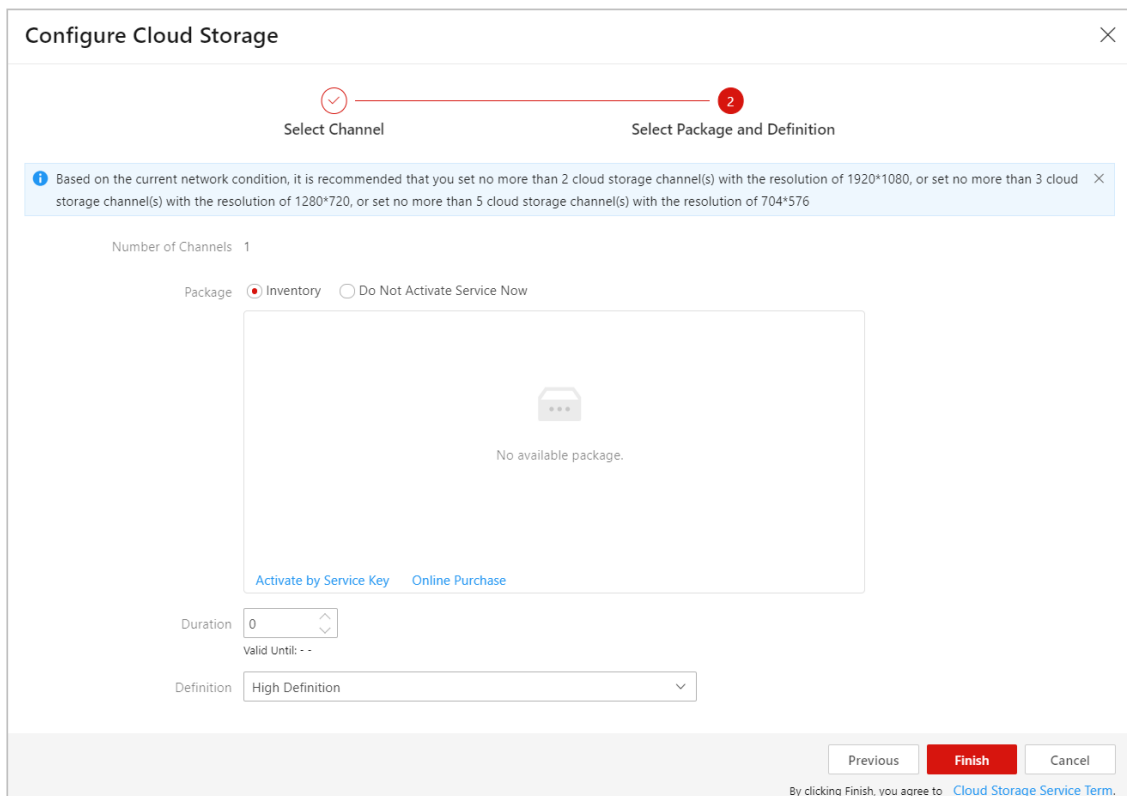 Configure Cloud Storage
2
Select Channel
Select Package and Definition
Based on the current network condition, it is recommended that you set no more than 2 cloud storage channel(s) with the resolution of 1920*1080, or set no more than 3 cloud
storage channel(s) with the resolution of 1280*720, or set no more than 5 cloud storage channel(s) with the resolution of 704*576
Number of Channels 1
Package Inventory Do Not Activate Service Now
No available package.
Activate by Service Key Online Purchase
Duration 0
Valid Until: - -
Definition High Definition
Previous Finish Cancel
By clicking Finish, you agree to Cloud Storage Service Term.